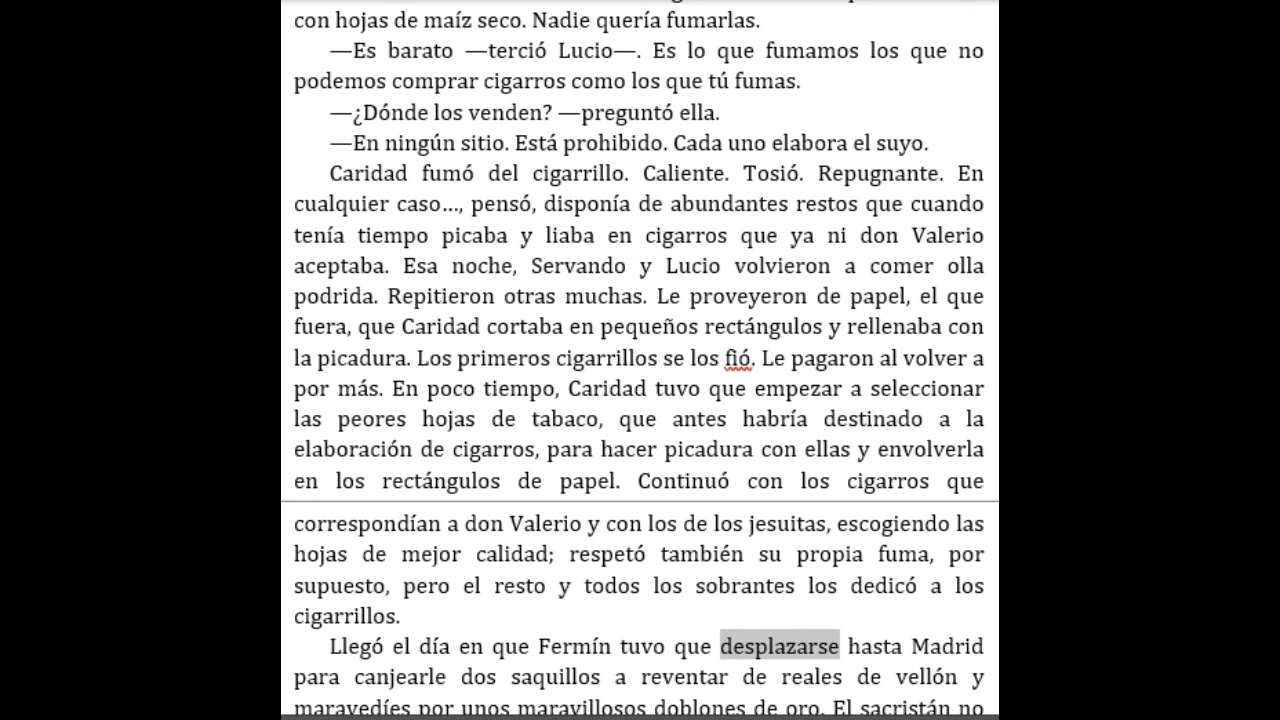 con hojas de maíz seco. Nadie quería fumarlas.
—Es barato —terció Lucio—. Es lo que fumamos los que no
podemos comprar cigarros como los que tú fumas.
—¿Dónde los venden? —preguntó ella.
—En ningún sitio. Está prohibido. Cada uno elabora el suyo.
Caridad fumó del cigarrillo. Caliente. Tosió. Repugnante. En
cualquier caso..., pensó, disponía de abundantes restos que cuando
tenía tiempo picaba y liaba en cigarros que ya ni don Valerio
aceptaba. Esa noche, Servando y Lucio volvieron a comer olla
podrida. Repitieron otras muchas. Le proveyeron de papel, el que
fuera, que Caridad cortaba en pequeños rectángulos y rellenaba con
la picadura. Los primeros cigarrillos se los fió. Le pagaron al volver a
por más. En poco tiempo, Caridad tuvo que empezar a seleccionar
las peores hojas de tabaco, que antes habría destinado a la
elaboración de cigarros, para hacer picadura con ellas y envolverla
en los rectángulos de papel. Continuó con los cigarros que
correspondían a don Valerio y con los de los jesuitas, escogiendo las
hojas de mejor calidad; respetó también su propia fuma, por
supuesto, pero el resto y todos los sobrantes los dedicó a los
cigarrillos.
Llegó el día en que Fermín tuvo que desplazarse hasta Madrid
para canjearle dos saquillos a reventar de reales de vellón y
maravedíes por unos maravillosos doblones de oro. El sacristán no